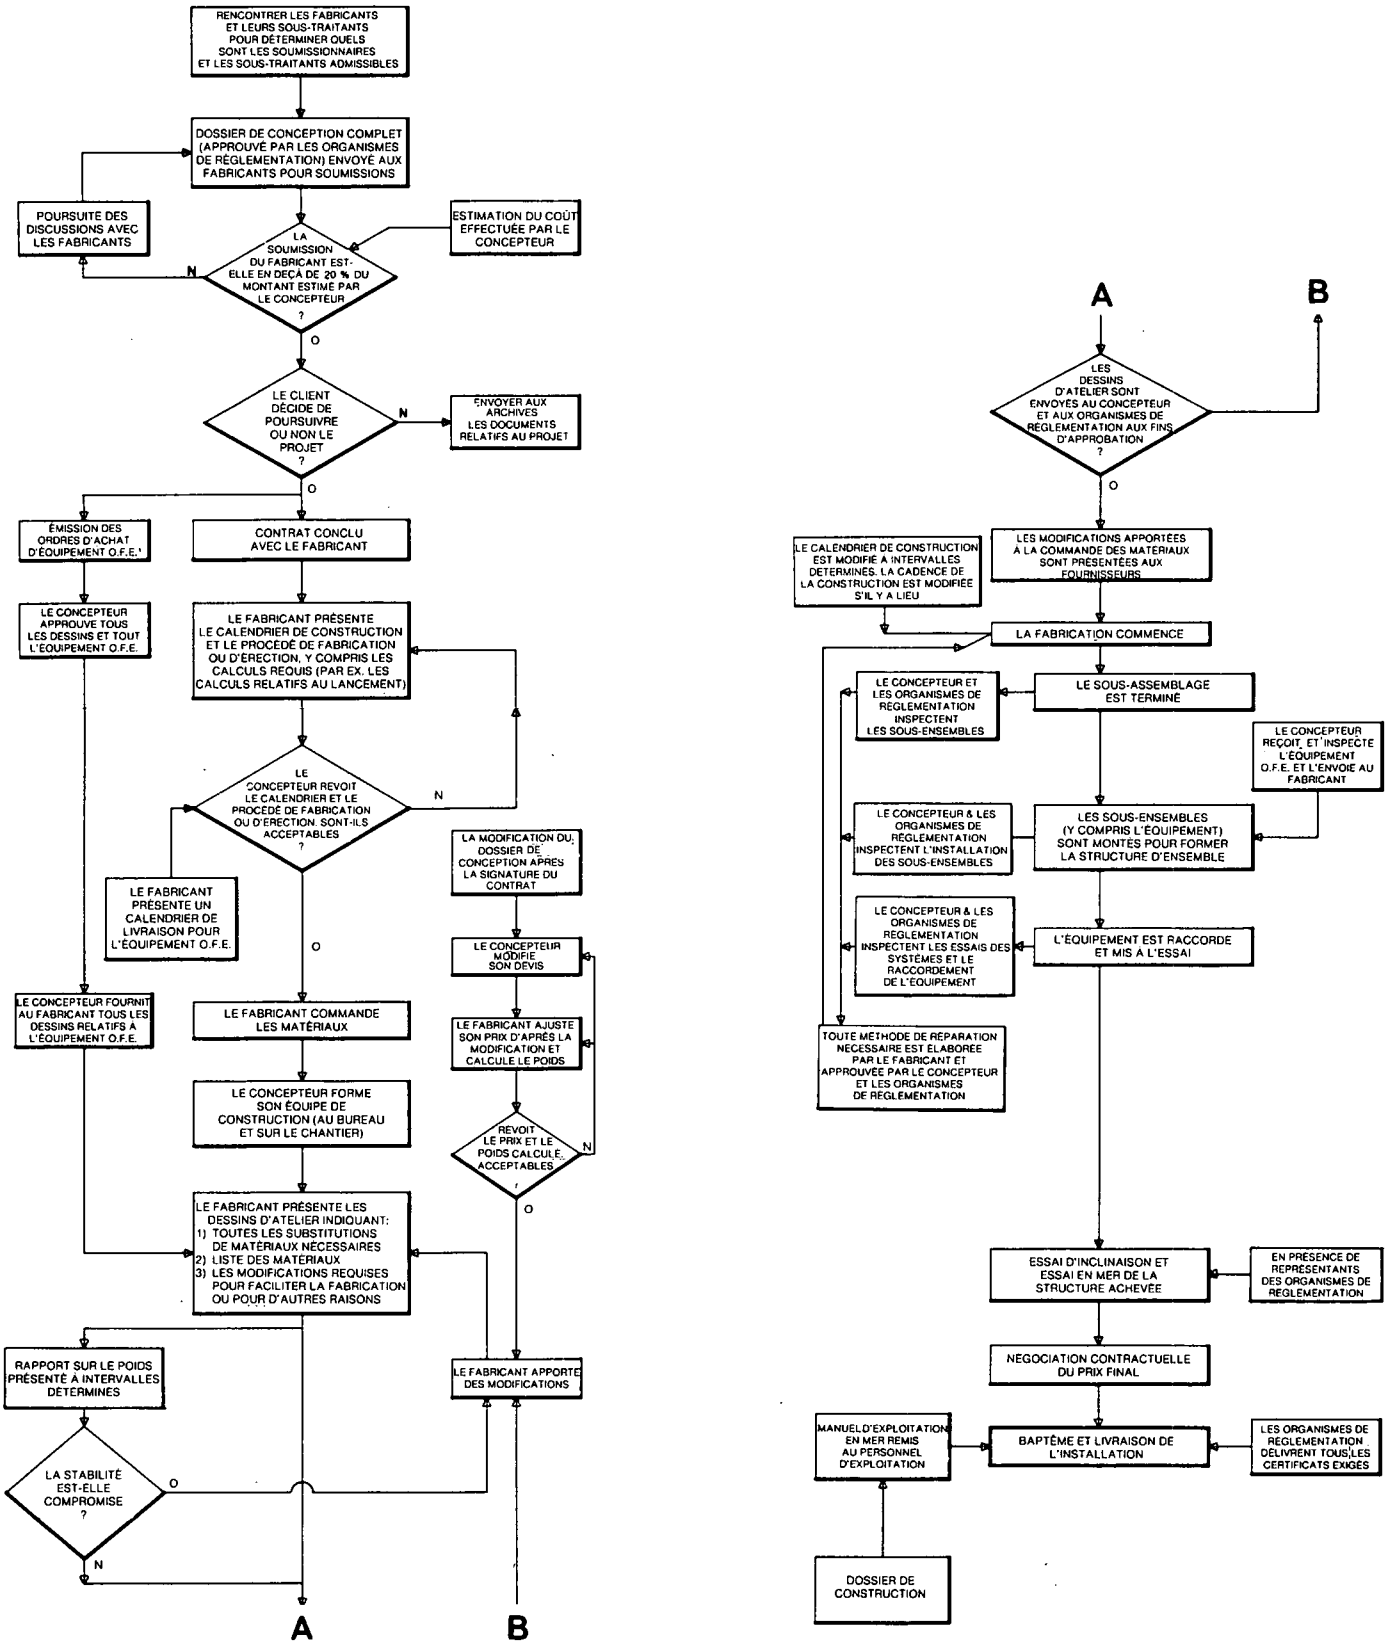 RENCONTRER LES FABRICANTS
ET LEURS SOUS-TRAITANTS
POUR DÉTERMINER QUELS
SONT LES SOUMISSIONNAIRES
ET LES SOUS-TRAITANTS ADMISSIBLES
DOSSIER DE CONCEPTION COMPLET
(APPROUVÉ PAR LES ORGANISMES
DE RÉGLEMENTATION) ENVOYÉ AUX
FABRICANTS POUR SOUMISSIONS
POURSUITE DES
DISCUSSIONS AVEC
LES FABRICANTS
ESTIMATION DU COÛT
EFFECTUÉE PAR LE
CONCEPTEUR
LA
SOUMISSION
DU FABRICANT EST-
ELLE EN DEÇÀ DE 20 % DU
MONTANT ESTIMÉ PAR
LE CONCEPTEUR
?
N
O
LE CLIENT
DÉCIDE DE
POURSUIVRE
OU NON LE
PROJET
?
N
ENVOYER AUX
ARCHIVES
LES DOCUMENTS
RELATIFS AU PROJET
O
ÉMISSION DES
ORDRES D'ACHAT
D'ÉQUIPEMENT O.F.E.¹
CONTRAT CONCLU
AVEC LE FABRICANT
LE CONCEPTEUR
APPROUVE TOUS
LES DESSINS ET TOUT
L'ÉQUIPEMENT O.F.E.
LE FABRICANT PRÉSENTE
LE CALENDRIER DE CONSTRUCTION
ET LE PROCÉDÉ DE FABRICATION
OU D'ÉRECTION, Y COMPRIS LES
CALCULS REQUIS (PAR EX. LES
CALCULS RELATIFS AU LANCEMENT)
LE
CONCEPTEUR REVOIT
LE CALENDRIER ET LE
PROCÉDÉ DE FABRICATION
OU D'ÉRECTION. SONT-ILS
ACCEPTABLES
?
N
LE FABRICANT
PRÉSENTE UN
CALENDRIER DE
LIVRAISON POUR
L'ÉQUIPEMENT O.F.E.
O
LA MODIFICATION DU
DOSSIER DE
CONCEPTION APRÈS
LA SIGNATURE DU
CONTRAT
LE CONCEPTEUR
MODIFIE
SON DEVIS
LE CONCEPTEUR FOURNIT
AU FABRICANT TOUS LES
DESSINS RELATIFS À
L'ÉQUIPEMENT O.F.E.
LE FABRICANT COMMANDE
LES MATÉRIAUX
LE FABRICANT AJUSTE
SON PRIX D'APRÈS LA
MODIFICATION ET
CALCULE LE POIDS
LE CONCEPTEUR FORME
SON ÉQUIPE DE
CONSTRUCTION (AU BUREAU
ET SUR LE CHANTIER)
REVOIT
LE PRIX ET LE
POIDS CALCULÉ,
ACCEPTABLES
N
O
LE FABRICANT PRÉSENTE LES
DESSINS D'ATELIER INDIQUANT:
1) TOUTES LES SUBSTITUTIONS
DE MATÉRIAUX NÉCESSAIRES
2) LISTE DES MATÉRIAUX
3) LES MODIFICATIONS REQUISES
POUR FACILITER LA FABRICATION
OU POUR D'AUTRES RAISONS
RAPPORT SUR LE POIDS
PRÉSENTÉ À INTERVALLES
DÉTERMINÉS
LE FABRICANT APPORTE
DES MODIFICATIONS
LA STABILITÉ
EST-ELLE
COMPROMISE
?
O
N
A
B
A
B
LES
DESSINS
D'ATELIER SONT
ENVOYÉS AU CONCEPTEUR
ET AUX ORGANISMES DE
RÉGLEMENTATION AUX FINS
D'APPROBATION
?
O
LES MODIFICATIONS APPORTÉES
À LA COMMANDE DES MATÉRIAUX
SONT PRÉSENTÉES AUX
FOURNISSEURS
LE CALENDRIER DE CONSTRUCTION
EST MODIFIÉ À INTERVALLES
DÉTERMINÉS. LA CADENCE DE
LA CONSTRUCTION EST MODIFIÉE
S'IL Y A LIEU
LA FABRICATION COMMENCE
LE CONCEPTEUR ET
LES ORGANISMES DE
RÉGLEMENTATION
INSPECTENT
LES SOUS-ENSEMBLES
LE SOUS-ASSEMBLAGE
EST TERMINÉ
LE CONCEPTEUR
REÇOIT, ET INSPECTE
L'ÉQUIPEMENT
O.F.E. ET L'ENVOIE AU
FABRICANT
LE CONCEPTEUR & LES
ORGANISMES DE
RÉGLEMENTATION
INSPECTENT L'INSTALLATION
DES SOUS-ENSEMBLES
LES SOUS-ENSEMBLES
(Y COMPRIS L'ÉQUIPEMENT)
SONT MONTÉS POUR FORMER
LA STRUCTURE D'ENSEMBLE
LE CONCEPTEUR & LES
ORGANISMES DE
RÉGLEMENTATION
INSPECTENT LES ESSAIS DES
SYSTÈMES ET LE
RACCORDEMENT
DE L'ÉQUIPEMENT
L'ÉQUIPEMENT EST RACCORDÉ
ET MIS À L'ESSAI
TOUTE MÉTHODE DE RÉPARATION
NÉCESSAIRE EST ÉLABORÉE
PAR LE FABRICANT ET
APPROUVÉE PAR LE CONCEPTEUR
ET LES ORGANISMES
DE RÉGLEMENTATION
ESSAI D'INCLINAISON ET
ESSAI EN MER DE LA
STRUCTURE ACHEVÉE
EN PRÉSENCE DE
REPRÉSENTANTS
DES ORGANISMES DE
RÉGLEMENTATION
NÉGOCIATION CONTRACTUELLE
DU PRIX FINAL
MANUEL D'EXPLOITATION
EN MER REMIS
AU PERSONNEL
D'EXPLOITATION
BAPTÊME ET LIVRAISON DE
L'INSTALLATION
LES ORGANISMES DE
RÉGLEMENTATION
DÉLIVRENT TOUS LES
CERTIFICATS EXIGÉS
DOSSIER DE
CONSTRUCTION